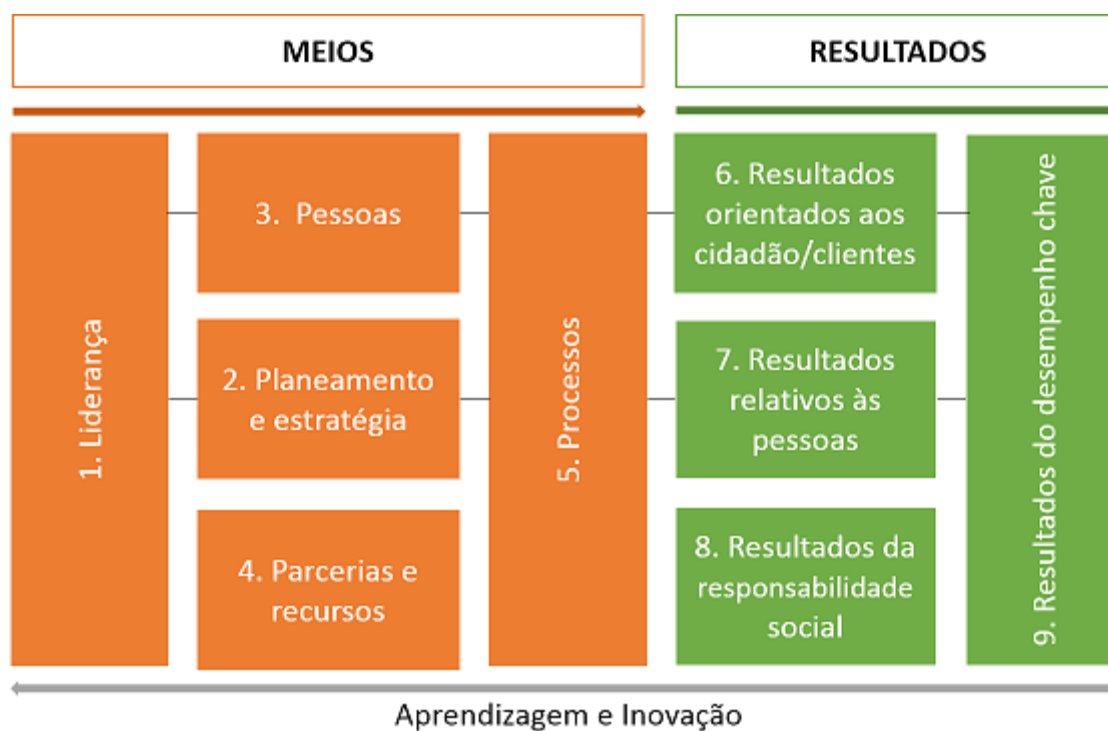 MEIOS
RESULTADOS
1. Liderança
3. Pessoas
2. Planeamento
e estratégia
4. Parcerias e
recursos
5. Processos
6. Resultados
orientados aos
cidadão/clientes
7. Resultados
relativos às
pessoas
8. Resultados da
responsabilidade
social
9. Resultados do desempenho chave
Aprendizagem e Inovação